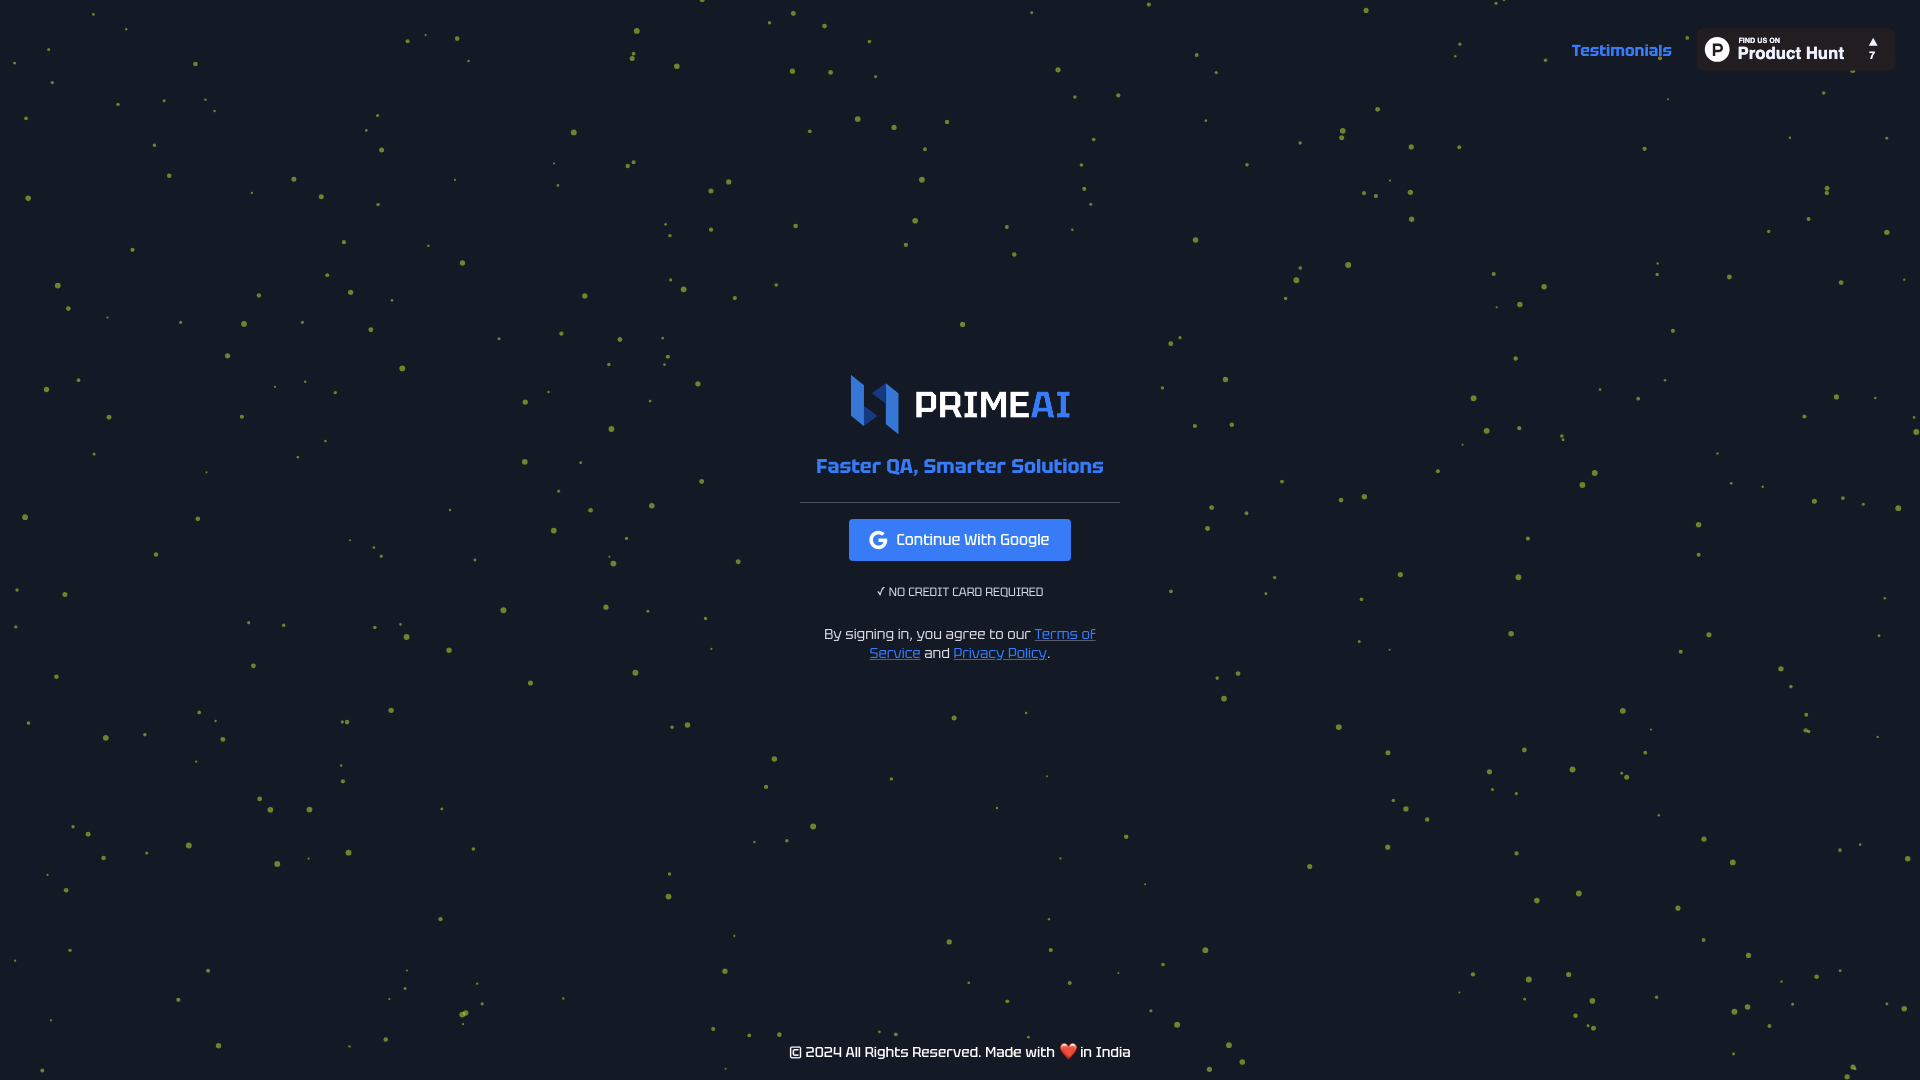 Testimonials
FIND US ON
Product Hunt
▲
7
PRIMEAI
Faster QA, Smarter Solutions
Continue With Google
✓ NO CREDIT CARD REQUIRED
By signing in, you agree to our Terms of
Service and Privacy Policy.
© 2024 All Rights Reserved. Made with ❤️ in India